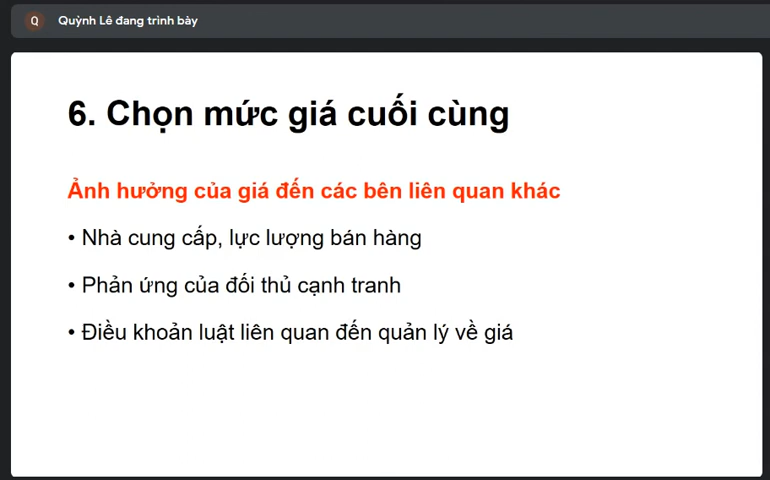 Q
Quỳnh Lê đang trình bày
6. Chọn mức giá cuối cùng
Ảnh hưởng của giá đến các bên liên quan khác
• Nhà cung cấp, lực lượng bán hàng
• Phản ứng của đối thủ cạnh tranh
• Điều khoản luật liên quan đến quản lý về giá